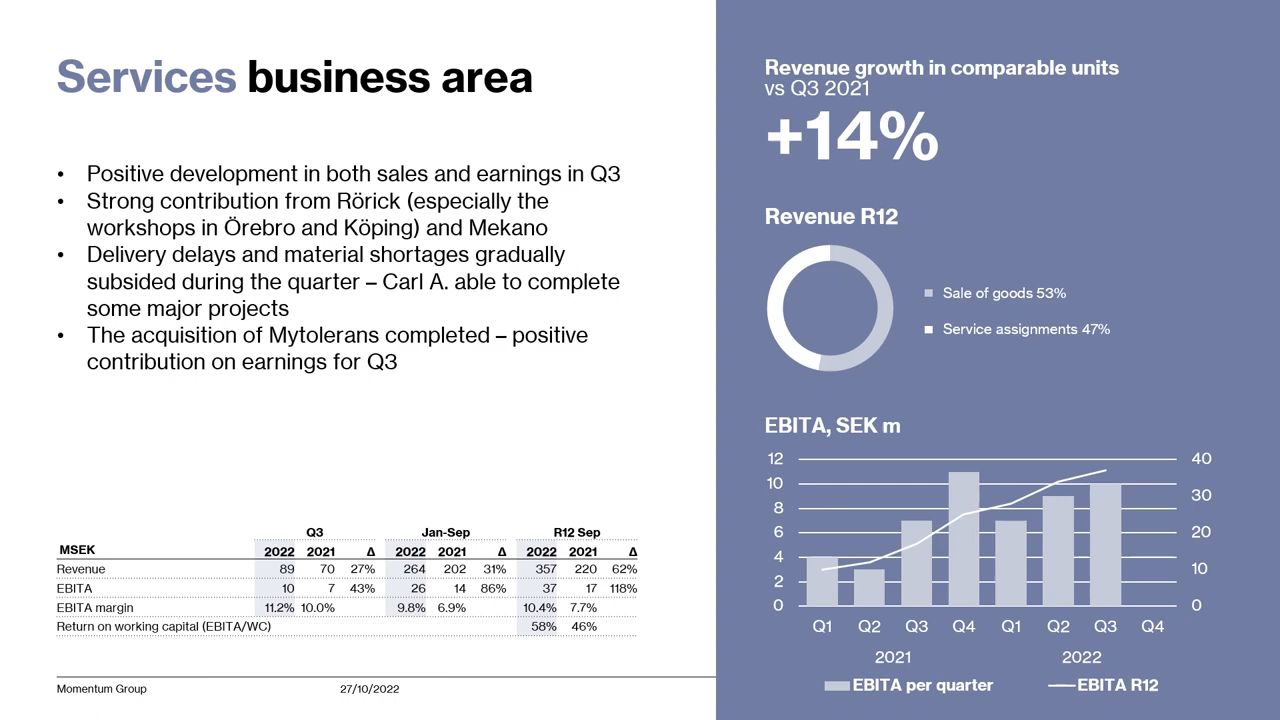 Services business area
• Positive development in both sales and earnings in Q3
• Strong contribution from Rörick (especially the
workshops in Örebro and Köping) and Mekano
• Delivery delays and material shortages gradually
subsided during the quarter – Carl A. able to complete
some major projects
• The acquisition of Mytolerans completed – positive
contribution on earnings for Q3
Q3 Jan-Sep R12 Sep
MSEK 2022 2021 Δ 2022 2021 Δ 2022 2021 Δ
Revenue 89 70 27% 264 202 31% 357 220 62%
EBITA 10 7 43% 26 14 86% 37 17 118%
EBITA margin 11.2% 10.0% 9.8% 6.9% 10.4% 7.7%
Return on working capital (EBITA/WC) 58% 46%
Momentum Group 27/10/2022
Revenue growth in comparable units
vs Q3 2021
+14%
Revenue R12
Sale of goods 53%
Service assignments 47%
EBITA, SEK m
12 40
10
8 30
6 20
4 10
2
0 0
Q1 Q2 Q3 Q4 Q1 Q2 Q3 Q4
2021 2022
EBITA per quarter EBITA R12